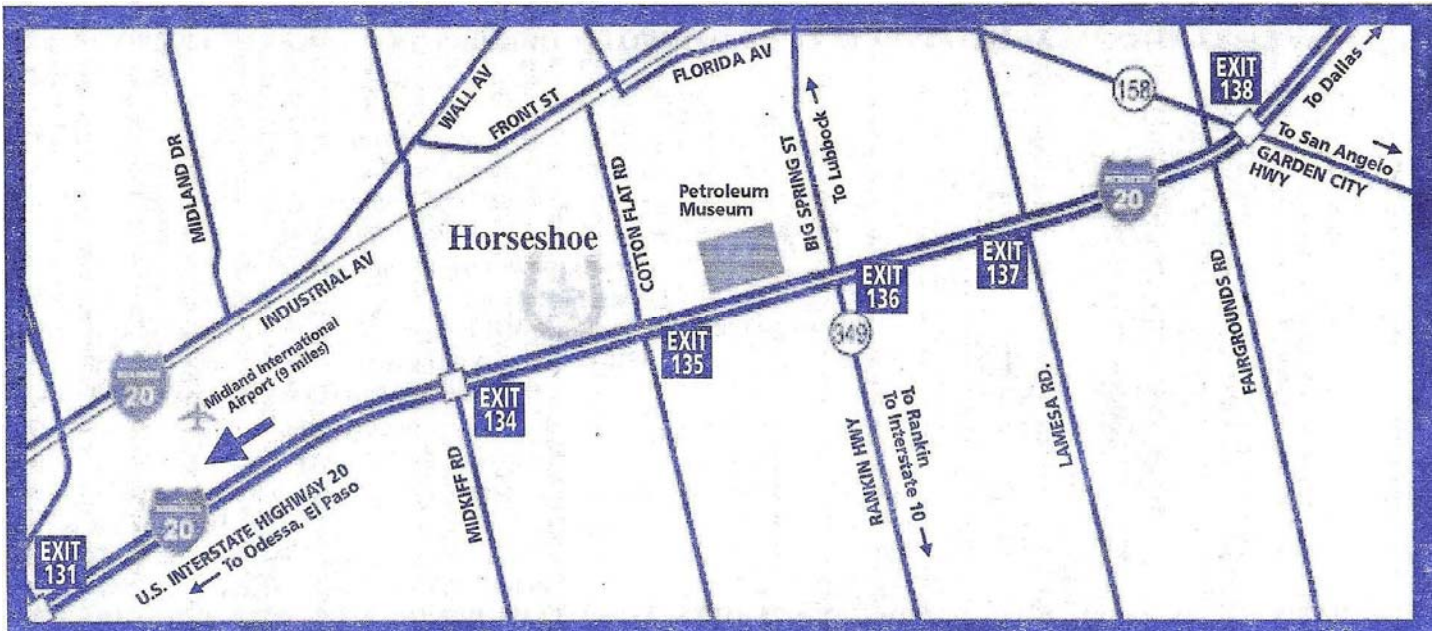 MIDLAND DR
WALL AV
FRONT ST
FLORIDA AV
INDUSTRIAL AV
Horseshoe
COTTON FLAT RD
Petroleum
Museum
BIG SPRING ST
To Lubbock
158
EXIT
138
To Dallas
To San Angelo
GARDEN CITY
HWY
20
EXIT
137
EXIT
136
EXIT
135
EXIT
134
349
20
Midland International
Airport (9 miles)
20
EXIT
131
U.S. INTERSTATE HIGHWAY 20
To Odessa, El Paso
MIDKIFF RD
RANKIN HWY
To Rankin
To Interstate 10
LAMESA RD.
FAIRGROUNDS RD